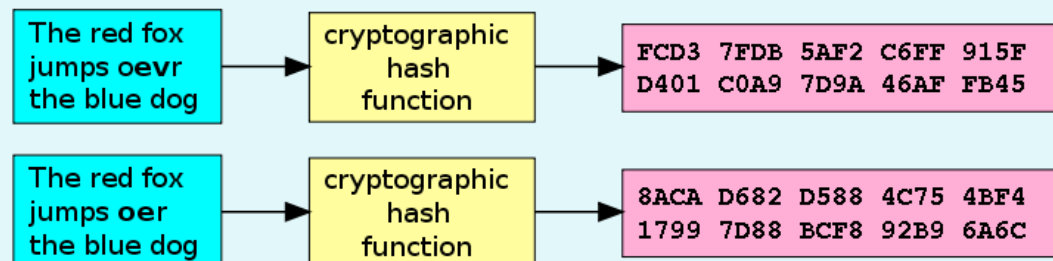 The red fox
jumps oevr
the blue dog
cryptographic
hash
function
FCD3 7FDB 5AF2 C6FF 915F
D401 C0A9 7D9A 46AF FB45
The red fox
jumps oer
the blue dog
cryptographic
hash
function
8ACA D682 D588 4C75 4BF4
1799 7D88 BCF8 92B9 6A6C